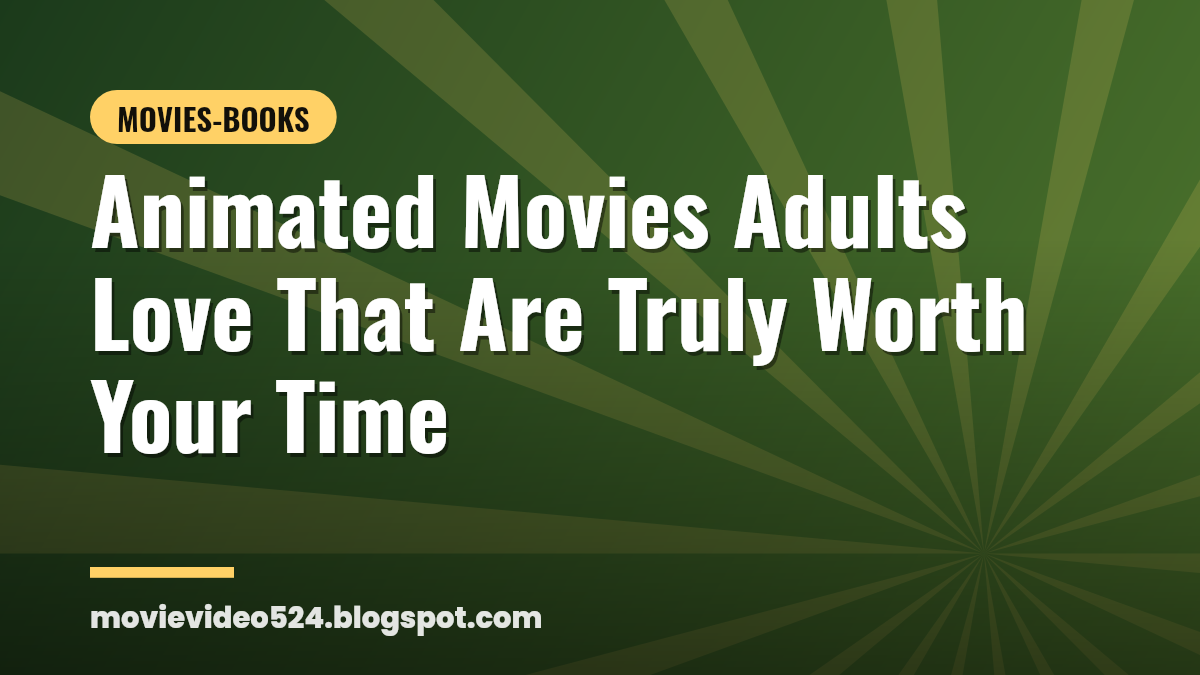 MOVIES-BOOKS
Animated Movies Adults
Love That Are Truly Worth
Your Time
movievideo524.blogspot.com